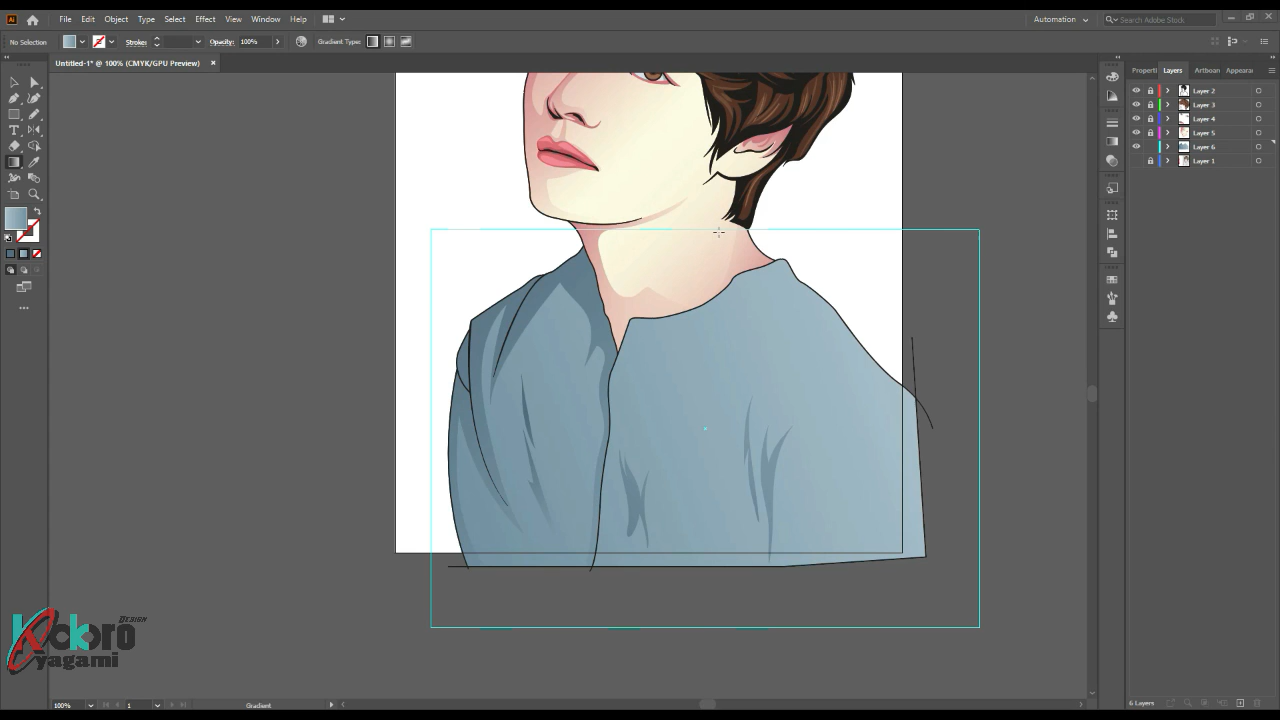 Ai File Edit Object Type Select Effect View Window Help Automation Search Adobe Stock
No Selection Stroke: Opacity: 100% Gradient Type:
Untitled-1* @ 100% (CMYK/GPU Preview) ×
Properti Layers Artboan Appeara
Layer 2
Layer 3
Layer 4
Layer 5
Layer 6
Layer 1
Kokoro Design
yagami
100% 1 Gradient 6 Layers